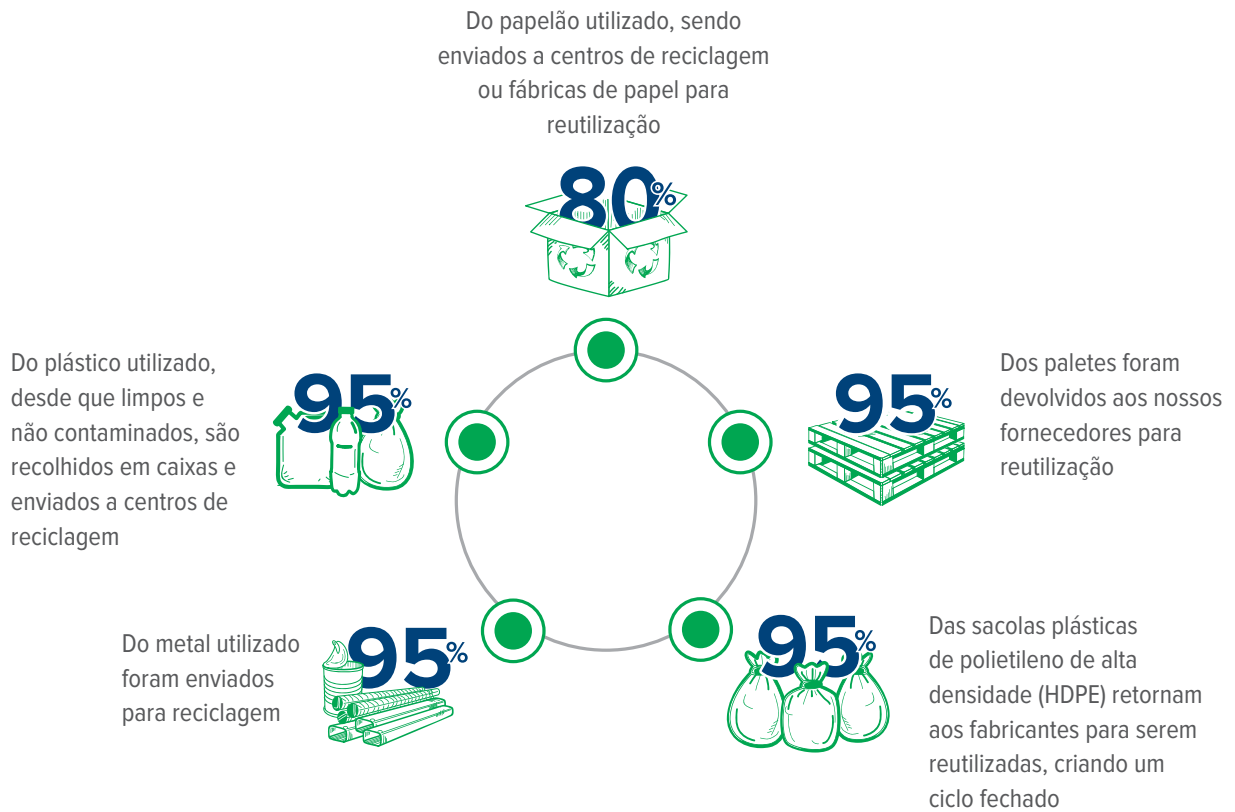 Do papelão utilizado, sendo
enviados a centros de reciclagem
ou fábricas de papel para
reutilização
80%
Do plástico utilizado,
desde que limpos e
não contaminados, são
recolhidos em caixas e
enviados a centros de
reciclagem
95%
95%
Dos paletes foram
devolvidos aos nossos
fornecedores para
reutilização
Do metal utilizado
foram enviados
para reciclagem
95%
95%
Das sacolas plásticas
de polietileno de alta
densidade (HDPE) retornam
aos fabricantes para serem
reutilizadas, criando um
ciclo fechado